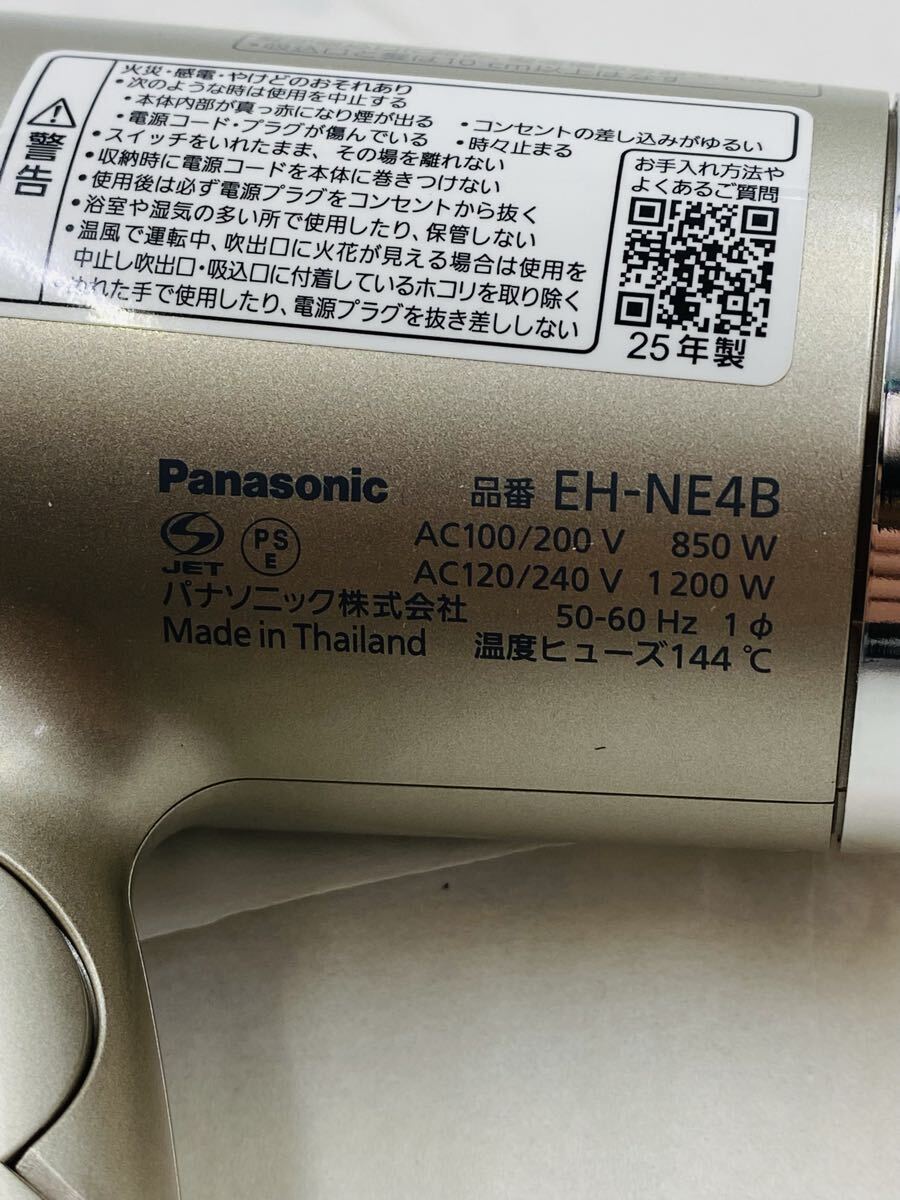 警告
火災・感電・やけどのおそれあり
・次のような時は使用を中止する
・本体内部が真っ赤になり煙が出る
・電源コード・プラグが傷んでいる
・コンセントの差し込みがゆるい
・時々止まる
・スイッチをいれたまま、その場を離れない
・収納時に電源コードを本体に巻きつけない
・使用後は必ず電源プラグをコンセントから抜く
・浴室や湿気の多い所で使用したり、保管しない
・温風で運転中、吹出口に火花が見える場合は使用を
中止し吹出口・吸込口に付着しているホコリを取り除く
・ぬれた手で使用したり、電源プラグを抜き差ししない
お手入れ方法や
よくあるご質問
25年製
Panasonic 品番 EH-NE4B
JET PSE AC100/200 V 850 W
AC120/240 V 1200 W
パナソニック株式会社 50-60 Hz 1φ
Made in Thailand 温度ヒューズ144 ℃